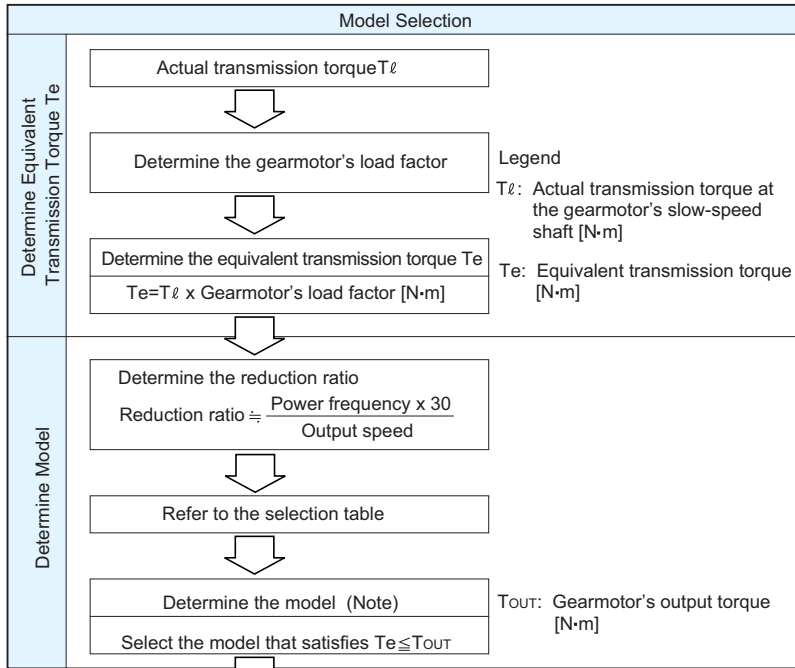 Model Selection
Determine Equivalent
Transmission Torque Te
Actual transmission torqueTℓ
Determine the gearmotor's load factor
Legend
Tℓ: Actual transmission torque at
the gearmotor's slow-speed
shaft [N·m]
Determine the equivalent transmission torque Te
Te=Tℓ x Gearmotor's load factor [N·m]
Te: Equivalent transmission torque
[N·m]
Determine Model
Determine the reduction ratio
Reduction ratio ≒ Power frequency x 30
Output speed
Refer to the selection table
Determine the model (Note)
Select the model that satisfies Te≦TOUT
TOUT: Gearmotor's output torque
[N·m]